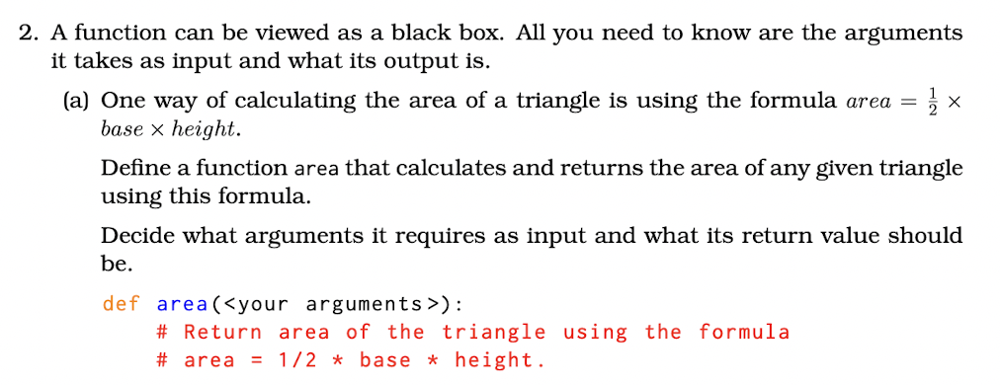 2. A function can be viewed as a black box. All you need to know are the arguments
it takes as input and what its output is.
(a) One way of calculating the area of a triangle is using the formula area = 1/2 ×
base × height.
Define a function area that calculates and returns the area of any given triangle
using this formula.
Decide what arguments it requires as input and what its return value should
be.
def area(<your arguments>):
# Return area of the triangle using the formula
# area = 1/2 * base * height.